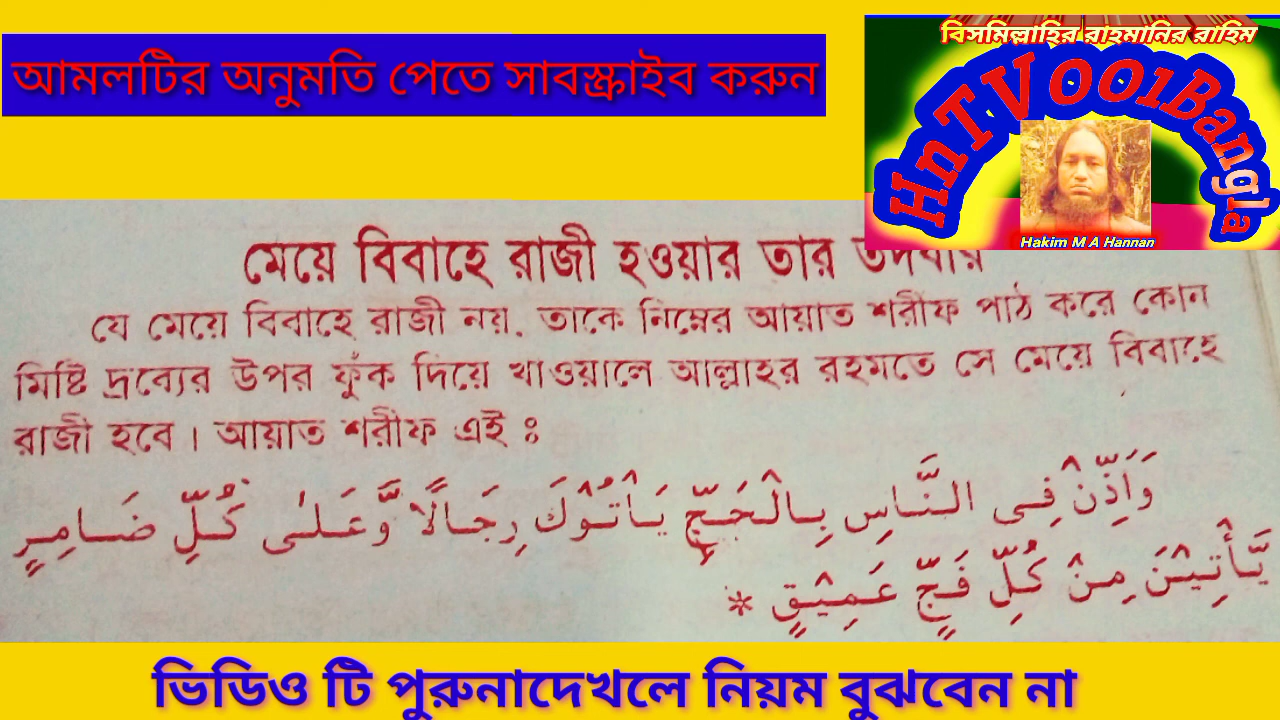 আমলটির অনুমতি পেতে সাবস্ক্রাইব করুন
বিসমিল্লাহির রাহমানির রাহিম
HnTV001Bangla
Hakim M A Hannan
মেয়ে বিবাহে রাজী হওয়ার তার তদবীর
যে মেয়ে বিবাহে রাজী নয়, তাকে নিম্নের আয়াত শরীফ পাঠ করে কোন
মিষ্টি দ্রব্যের উপর ফুঁক দিয়ে খাওয়ালে আল্লাহর রহমতে সে মেয়ে বিবাহে
রাজী হবে। আয়াত শরীফ এই ঃ
وَاَذِّنْ فِى النَّاسِ بِالْحَجِّ يَأْتُوْكَ رِجَالًا وَّعَلٰى كُلِّ ضَامِرٍ
يَّأْتِيْنَ مِنْ كُلِّ فَجٍّ عَمِيْقٍ *
ভিডিও টি পুরুনাদেখলে নিয়ম বুঝবেন না